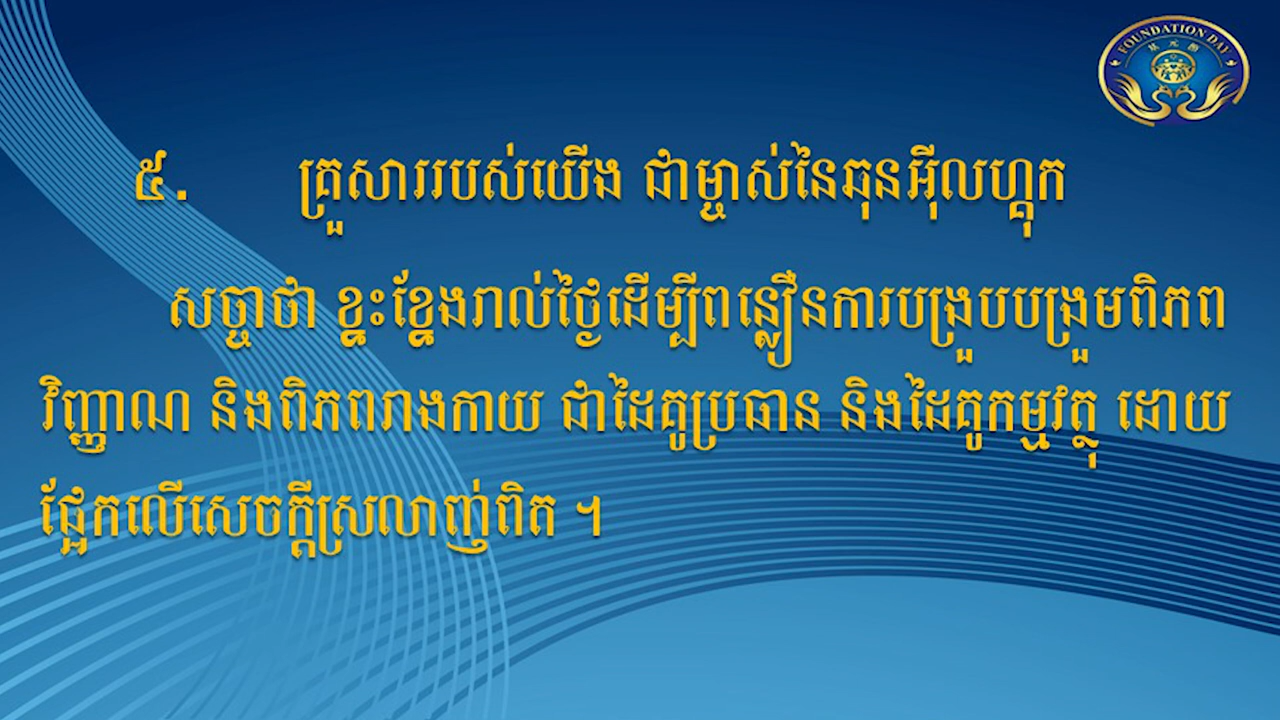 FOUNDATION DAY
៥. គ្រួសាររបស់យើង ជាម្ចាស់នៃឆុនអ៊ីលហ្គុក
សច្ចាថា ខ្នះខ្នែងរាល់ថ្ងៃដើម្បីពន្លឿនការបង្រួបបង្រួមពិភព
វិញ្ញាណ និងពិភពរាងកាយ ជាដៃគូប្រធាន និងដៃគូកម្មវត្ថុ ដោយ
ផ្អែកលើសេចក្ដីស្រលាញ់ពិត ។